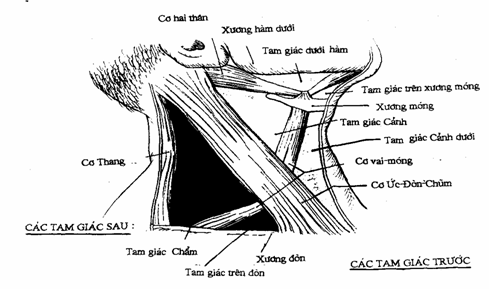 Cơ hai thân
Xương hàm dưới
Tam giác dưới hàm
Tam giác trên xương móng
Xương móng
Tam giác Cảnh
Tam giác Cảnh dưới
Cơ vai-móng
Cơ Thang
Cơ Ức-Đòn-Chũm
CÁC TAM GIÁC SAU :
Tam giác Chẩm
Tam giác trên đòn
Xương đòn
CÁC TAM GIÁC TRƯỚC